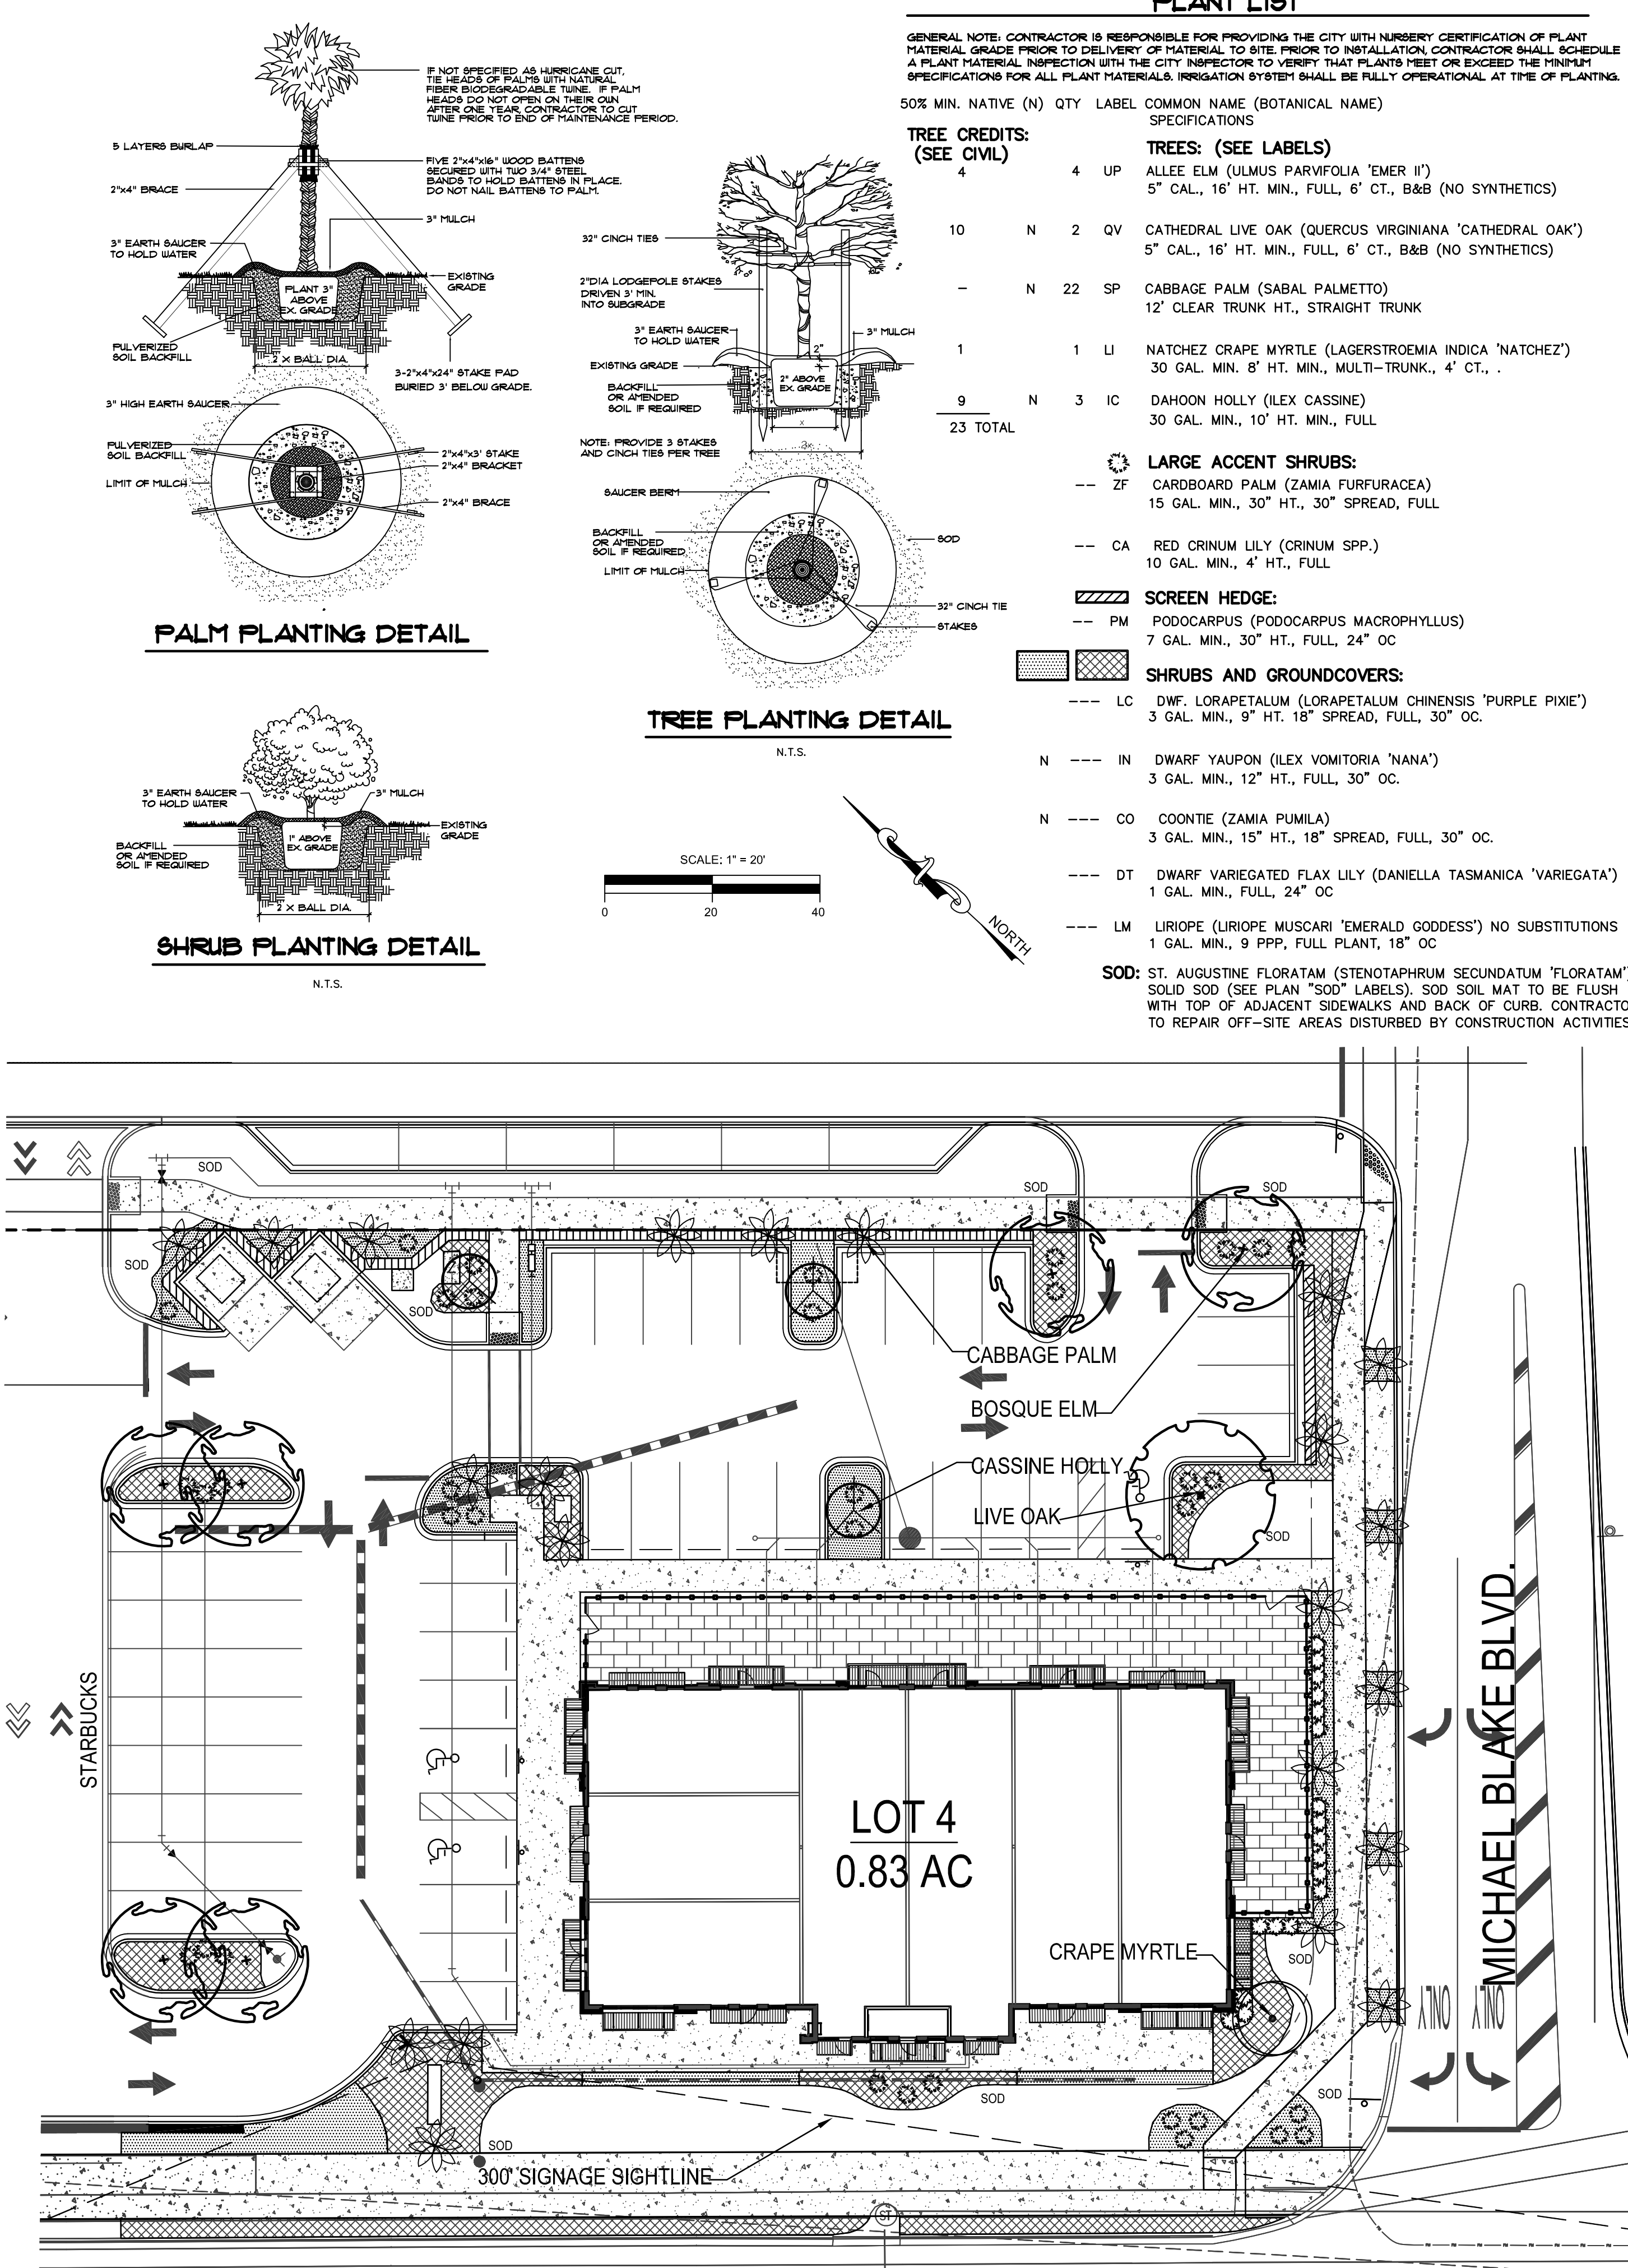 PLANT LIST
GENERAL NOTE: CONTRACTOR IS RESPONSIBLE FOR PROVIDING THE CITY WITH NURSERY CERTIFICATION OF PLANT
MATERIAL GRADE PRIOR TO DELIVERY OF MATERIAL TO SITE. PRIOR TO INSTALLATION, CONTRACTOR SHALL SCHEDULE
A PLANT MATERIAL INSPECTION WITH THE CITY INSPECTOR TO VERIFY THAT PLANTS MEET OR EXCEED THE MINIMUM
SPECIFICATIONS FOR ALL PLANT MATERIALS. IRRIGATION SYSTEM SHALL BE FULLY OPERATIONAL AT TIME OF PLANTING.
50% MIN. NATIVE (N) QTY LABEL COMMON NAME (BOTANICAL NAME)
SPECIFICATIONS
TREE CREDITS:
(SEE CIVIL)
TREES: (SEE LABELS)
4 4 UP ALLEE ELM (ULMUS PARVIFOLIA 'EMER II')
5" CAL., 16' HT. MIN., FULL, 6' CT., B&B (NO SYNTHETICS)
10 N 2 QV CATHEDRAL LIVE OAK (QUERCUS VIRGINIANA 'CATHEDRAL OAK')
5" CAL., 16' HT. MIN., FULL, 6' CT., B&B (NO SYNTHETICS)
– N 22 SP CABBAGE PALM (SABAL PALMETTO)
12' CLEAR TRUNK HT., STRAIGHT TRUNK
1 1 LI NATCHEZ CRAPE MYRTLE (LAGERSTROEMIA INDICA 'NATCHEZ')
30 GAL. MIN. 8' HT. MIN., MULTI-TRUNK., 4' CT., .
9 N 3 IC DAHOON HOLLY (ILEX CASSINE)
30 GAL. MIN., 10' HT. MIN., FULL
23 TOTAL
LARGE ACCENT SHRUBS:
-- ZF CARDBOARD PALM (ZAMIA FURFURACEA)
15 GAL. MIN., 30" HT., 30" SPREAD, FULL
-- CA RED CRINUM LILY (CRINUM SPP.)
10 GAL. MIN., 4' HT., FULL
SCREEN HEDGE:
-- PM PODOCARPUS (PODOCARPUS MACROPHYLLUS)
7 GAL. MIN., 30" HT., FULL, 24" OC
SHRUBS AND GROUNDCOVERS:
--- LC DWF. LORAPETALUM (LORAPETALUM CHINENSIS 'PURPLE PIXIE')
3 GAL. MIN., 9" HT. 18" SPREAD, FULL, 30" OC.
N --- IN DWARF YAUPON (ILEX VOMITORIA 'NANA')
3 GAL. MIN., 12" HT., FULL, 30" OC.
N --- CO COONTIE (ZAMIA PUMILA)
3 GAL. MIN., 15" HT., 18" SPREAD, FULL, 30" OC.
--- DT DWARF VARIEGATED FLAX LILY (DANIELLA TASMANICA 'VARIEGATA')
1 GAL. MIN., FULL, 24" OC
--- LM LIRIOPE (LIRIOPE MUSCARI 'EMERALD GODDESS') NO SUBSTITUTIONS
1 GAL. MIN., 9 PPP, FULL PLANT, 18" OC
SOD: ST. AUGUSTINE FLORATAM (STENOTAPHRUM SECUNDATUM 'FLORATAM')
SOLID SOD (SEE PLAN "SOD" LABELS). SOD SOIL MAT TO BE FLUSH
WITH TOP OF ADJACENT SIDEWALKS AND BACK OF CURB. CONTRACTO
TO REPAIR OFF-SITE AREAS DISTURBED BY CONSTRUCTION ACTIVITIES
IF NOT SPECIFIED AS HURRICANE CUT,
TIE HEADS OF PALMS WITH NATURAL
FIBER BIODEGRADABLE TWINE. IF PALM
HEADS DO NOT OPEN ON THEIR OWN
AFTER ONE YEAR, CONTRACTOR TO CUT
TWINE PRIOR TO END OF MAINTENANCE PERIOD.
5 LAYERS BURLAP
FIVE 2"x4"x16" WOOD BATTENS
SECURED WITH TWO 3/4" STEEL
BANDS TO HOLD BATTENS IN PLACE.
DO NOT NAIL BATTENS TO PALM.
2"x4" BRACE
3" MULCH
3" EARTH SAUCER
TO HOLD WATER
EXISTING
GRADE
PLANT 3"
ABOVE
EX. GRADE
PULVERIZED
SOIL BACKFILL
2 X BALL DIA.
3-2"x4"x24" STAKE PAD
BURIED 3' BELOW GRADE.
3" HIGH EARTH SAUCER
PULVERIZED
SOIL BACKFILL
2"x4"x3' STAKE
2"x4" BRACKET
LIMIT OF MULCH
2"x4" BRACE
PALM PLANTING DETAIL
32" CINCH TIES
2"DIA LODGEPOLE STAKES
DRIVEN 3' MIN.
INTO SUBGRADE
3" EARTH SAUCER
TO HOLD WATER
3" MULCH
2"
EXISTING GRADE
2" ABOVE
EX. GRADE
BACKFILL
OR AMENDED
SOIL IF REQUIRED
X
2x
NOTE: PROVIDE 3 STAKES
AND CINCH TIES PER TREE
SAUCER BERM
BACKFILL
OR AMENDED
SOIL IF REQUIRED
SOD
LIMIT OF MULCH
32" CINCH TIE
STAKES
TREE PLANTING DETAIL
N.T.S.
3" EARTH SAUCER
TO HOLD WATER
3" MULCH
EXISTING
GRADE
1" ABOVE
EX. GRADE
BACKFILL
OR AMENDED
SOIL IF REQUIRED
2 X BALL DIA.
SHRUB PLANTING DETAIL
N.T.S.
SCALE: 1" = 20'
0 20 40
NORTH
SOD
SOD
SOD
SOD
SOD
CABBAGE PALM
BOSQUE ELM
CASSINE HOLLY
LIVE OAK
SOD
STARBUCKS
LOT 4
0.83 AC
MICHAEL BLAKE BLVD.
CRAPE MYRTLE
SOD
ONLY
ONLY
SOD
SOD
SOD
300' SIGNAGE SIGHTLINE
ST